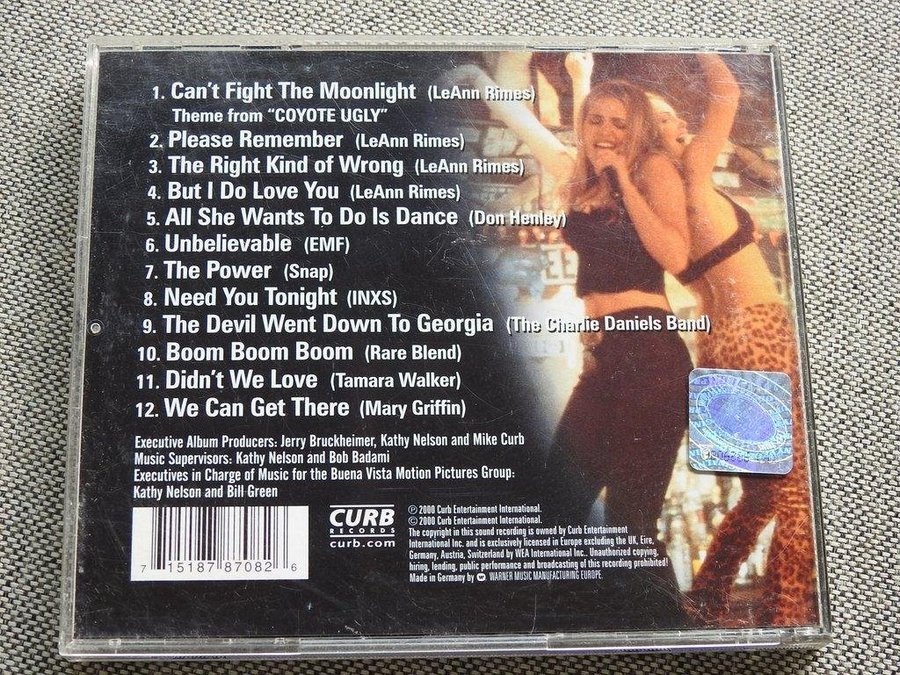 1. Can't Fight The Moonlight (LeAnn Rimes)
Theme from "COYOTE UGLY"
2. Please Remember (LeAnn Rimes)
3. The Right Kind of Wrong (LeAnn Rimes)
4. But I Do Love You (LeAnn Rimes)
5. All She Wants To Do Is Dance (Don Henley)
6. Unbelievable (EMF)
7. The Power (Snap)
8. Need You Tonight (INXS)
9. The Devil Went Down To Georgia (The Charlie Daniels Band)
10. Boom Boom Boom (Rare Blend)
11. Didn't We Love (Tamara Walker)
12. We Can Get There (Mary Griffin)
Executive Album Producers: Jerry Bruckheimer, Kathy Nelson and Mike Curb
Music Supervisors: Kathy Nelson and Bob Badami
Executives in Charge of Music for the Buena Vista Motion Pictures Group:
Kathy Nelson and Bill Green
7 15187 87082 6
CURB
RECORDS
curb.com
℗ 2000 Curb Entertainment International.
© 2000 Curb Entertainment International.
The copyright in this sound recording is owned by Curb Entertainment
International Inc. and is exclusively licensed in Europe excluding the UK, Eire,
Germany, Austria, Switzerland by WEA International Inc.. Unauthorized copying,
hiring, lending, public performance and broadcasting of this recording prohibited!
Made in Germany by WARNER MUSIC MANUFACTURING EUROPE.